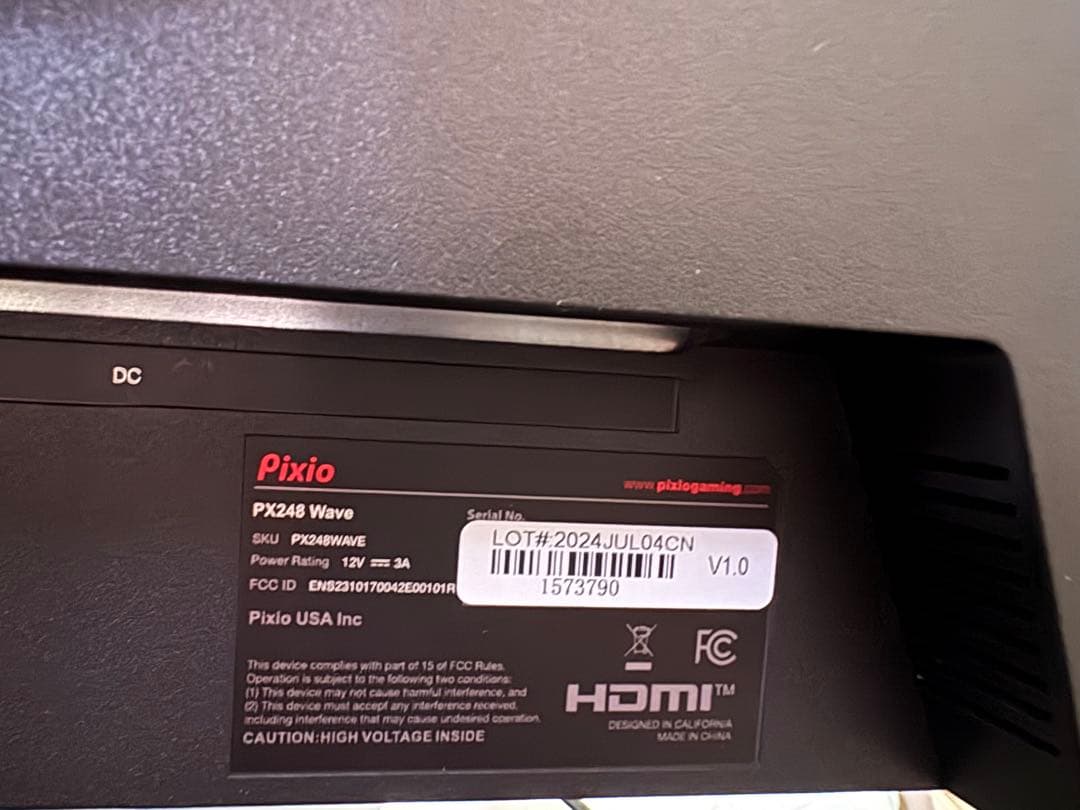 DC
Pixio
www.pixiogaming.com
PX248 Wave
Serial No.
SKU PX248WAVE
LOT#:2024JUL04CN
V1.0
1573790
Power Rating 12V 3A
FCC ID ENS2310170042E00101R
Pixio USA Inc
FC
This device complies with part of 15 of FCC Rules.
Operation is subject to the following two conditions:
(1) This device may not cause harmful interference, and
(2) This device must accept any interference received,
including interference that may cause undesired operation.
CAUTION:HIGH VOLTAGE INSIDE
HDMI™
DESIGNED IN CALIFORNIA
MADE IN CHINA